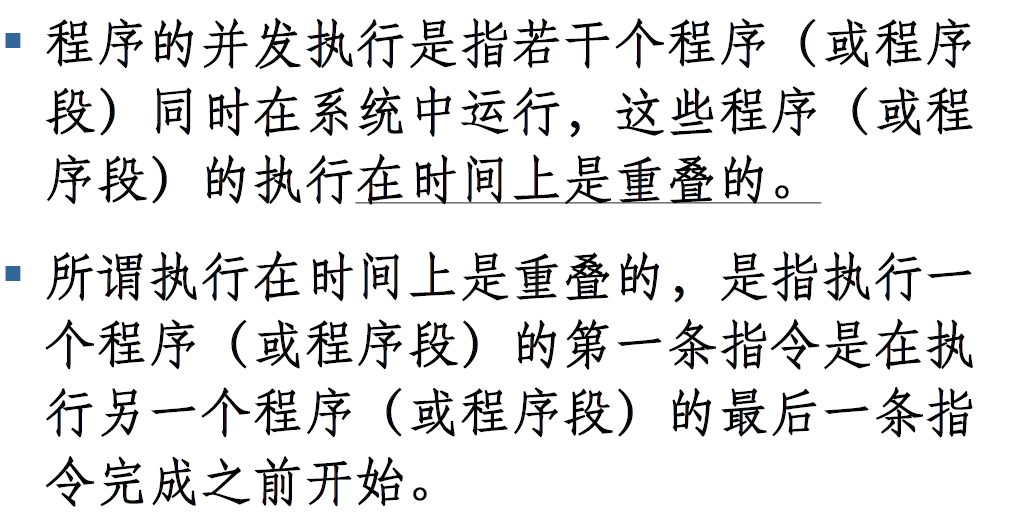 程序的并发执行是指若干个程序（或程序
段）同时在系统中运行，这些程序（或程
序段）的执行在时间上是重叠的。
所谓执行在时间上是重叠的，是指执行一
个程序（或程序段）的第一条指令是在执
行另一个程序（或程序段）的最后一条指
令完成之前开始。